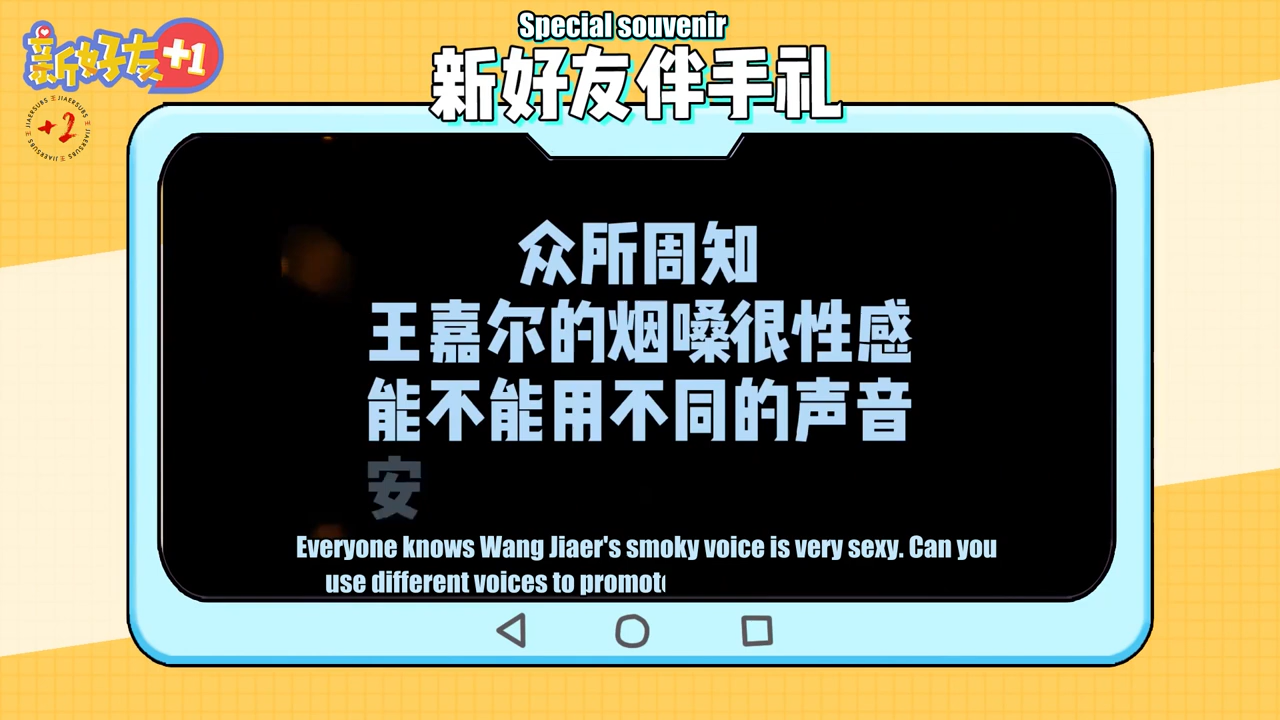 Special souvenir
新好友+1
新好友伴手礼
+2
众所周知
王嘉尔的烟嗓很性感
能不能用不同的声音
安
Everyone knows Wang Jiaer's smoky voice is very sexy. Can you
use different voices to promot